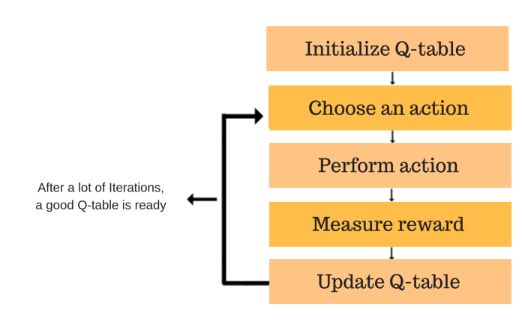 Initialize Q-table
Choose an action
Perform action
Measure reward
Update Q-table
After a lot of Iterations,
a good Q-table is ready